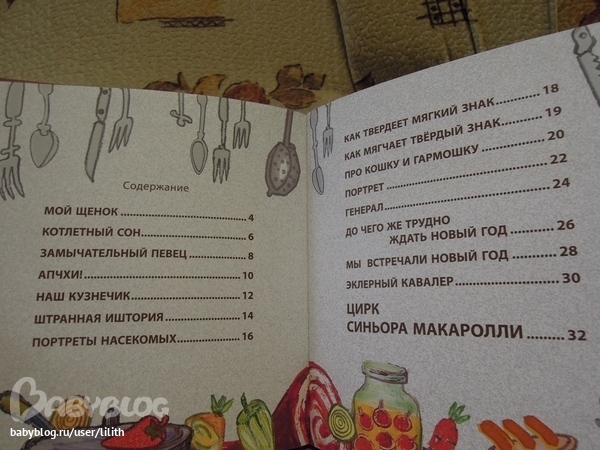 Содержание
МОЙ ЩЕНОК 4
КОТЛЕТНЫЙ СОН 6
ЗАМЫЧАТЕЛЬНЫЙ ПЕВЕЦ 8
АПЧХИ! 10
НАШ КУЗНЕЧИК 12
ШТРАННАЯ ИШТОРИЯ 14
ПОРТРЕТЫ НАСЕКОМЫХ 16
КАК ТВЕРДЕЕТ МЯГКИЙ ЗНАК 18
КАК МЯГЧАЕТ ТВЁРДЫЙ ЗНАК 19
ПРО КОШКУ И ГАРМОШКУ 20
ПОРТРЕТ 22
ГЕНЕРАЛ 24
ДО ЧЕГО ЖЕ ТРУДНО
ЖДАТЬ НОВЫЙ ГОД 26
МЫ ВСТРЕЧАЛИ НОВЫЙ ГОД 28
ЭКЛЕРНЫЙ КАВАЛЕР 30
ЦИРК
СИНЬОРА МАКАРОЛЛИ 32
BABYBLOG
babyblog.ru/user/lilith